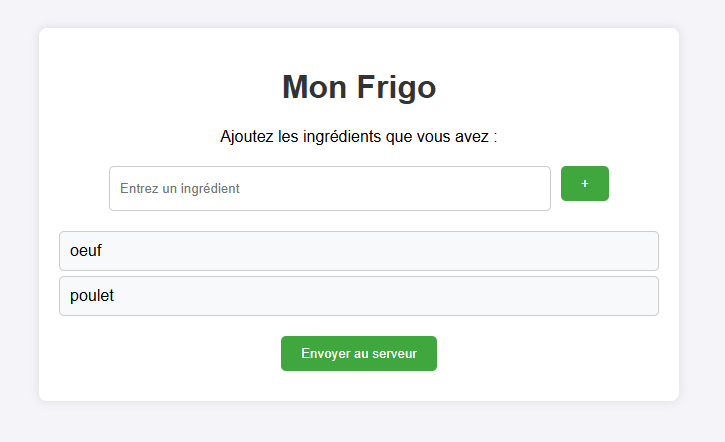 Mon Frigo
Ajoutez les ingrédients que vous avez :
Entrez un ingrédient
+
oeuf
poulet
Envoyer au serveur